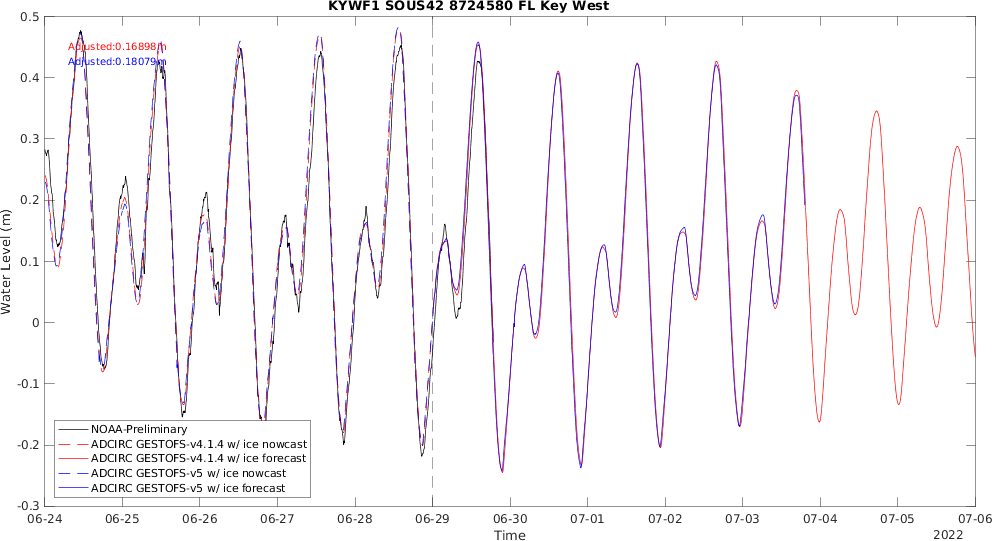 KYWF1 SOUS42 8724580 FL Key West
0.5
0.4
0.3
0.2
0.1
0
-0.1
-0.2
-0.3
Water Level (m)
Adjusted:0.16898m
Adjusted:0.18079m
NOAA-Preliminary
ADCIRC GESTOFS-v4.1.4 w/ ice nowcast
ADCIRC GESTOFS-v4.1.4 w/ ice forecast
ADCIRC GESTOFS-v5 w/ ice nowcast
ADCIRC GESTOFS-v5 w/ ice forecast
06-24 06-25 06-26 06-27 06-28 06-29 06-30 07-01 07-02 07-03 07-04 07-05 07-06
Time
2022